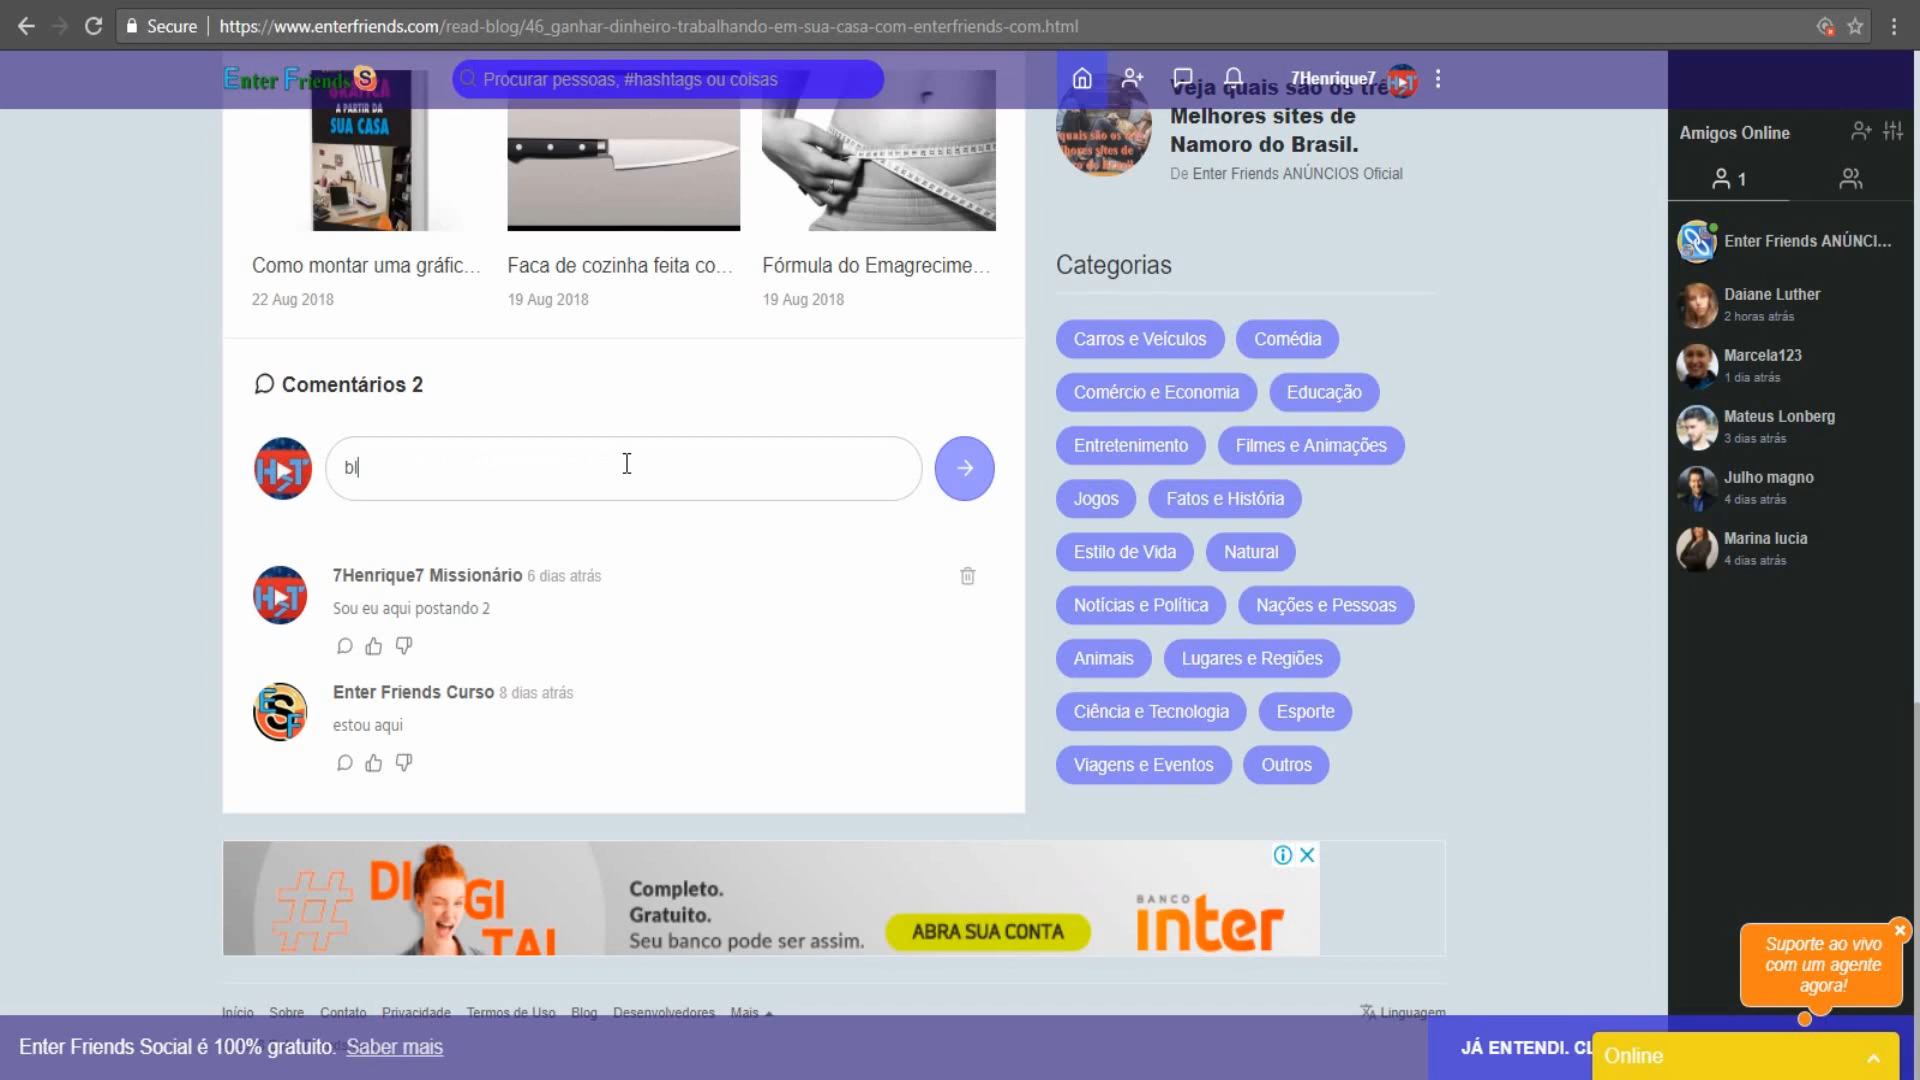 Secure
https://www.enterfriends.com/read-blog/46_ganhar-dinheiro-trabalhando-em-sua-casa-com-enterfriends-com.html
Enter Friends S
Procurar pessoas, #hashtags ou coisas
7Henrique7
GRÁFICA
A PARTIR DA
SUA CASA
Como montar uma gráfic...
22 Aug 2018
Faca de cozinha feita co...
19 Aug 2018
Fórmula do Emagrecime...
19 Aug 2018
Comentários 2
bl
7Henrique7 Missionário 6 dias atrás
Sou eu aqui postando 2
Enter Friends Curso 8 dias atrás
estou aqui
Veja quais são os trê
Melhores sites de
Namoro do Brasil.
De Enter Friends ANÚNCIOS Oficial
Categorias
Carros e Veículos
Comédia
Comércio e Economia
Educação
Entretenimento
Filmes e Animações
Jogos
Fatos e História
Estilo de Vida
Natural
Notícias e Política
Nações e Pessoas
Animais
Lugares e Regiões
Ciência e Tecnologia
Esporte
Viagens e Eventos
Outros
Amigos Online
1
Enter Friends ANÚNCI...
Daiane Luther
2 horas atrás
Marcela123
1 dia atrás
Mateus Lonberg
3 dias atrás
Julho magno
4 dias atrás
Marina lucia
4 dias atrás
# DIGITAL
Completo.
Gratuito.
Seu banco pode ser assim.
ABRA SUA CONTA
BANCO
inter
Início Sobre Contato Privacidade Termos de Uso Blog Desenvolvedores Mais
Linguagem
Enter Friends Social é 100% gratuito. Saber mais
JÁ ENTENDI. CL
Suporte ao vivo
com um agente
agora!
Online